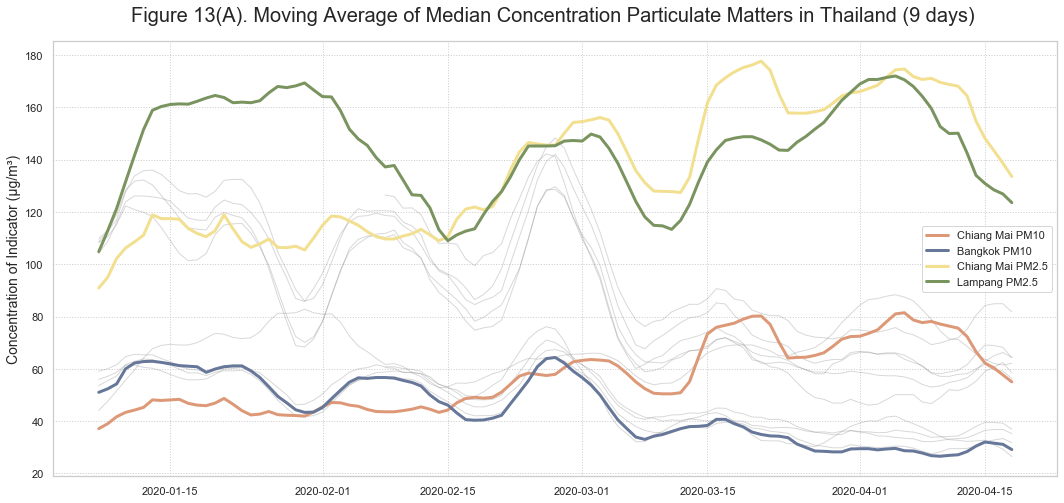 Figure 13(A). Moving Average of Median Concentration Particulate Matters in Thailand (9 days)
Concentration of Indicator (µg/m³)
180
160
140
120
100
80
60
40
20
Chiang Mai PM10
Bangkok PM10
Chiang Mai PM2.5
Lampang PM2.5
2020-01-15
2020-02-01
2020-02-15
2020-03-01
2020-03-15
2020-04-01
2020-04-15